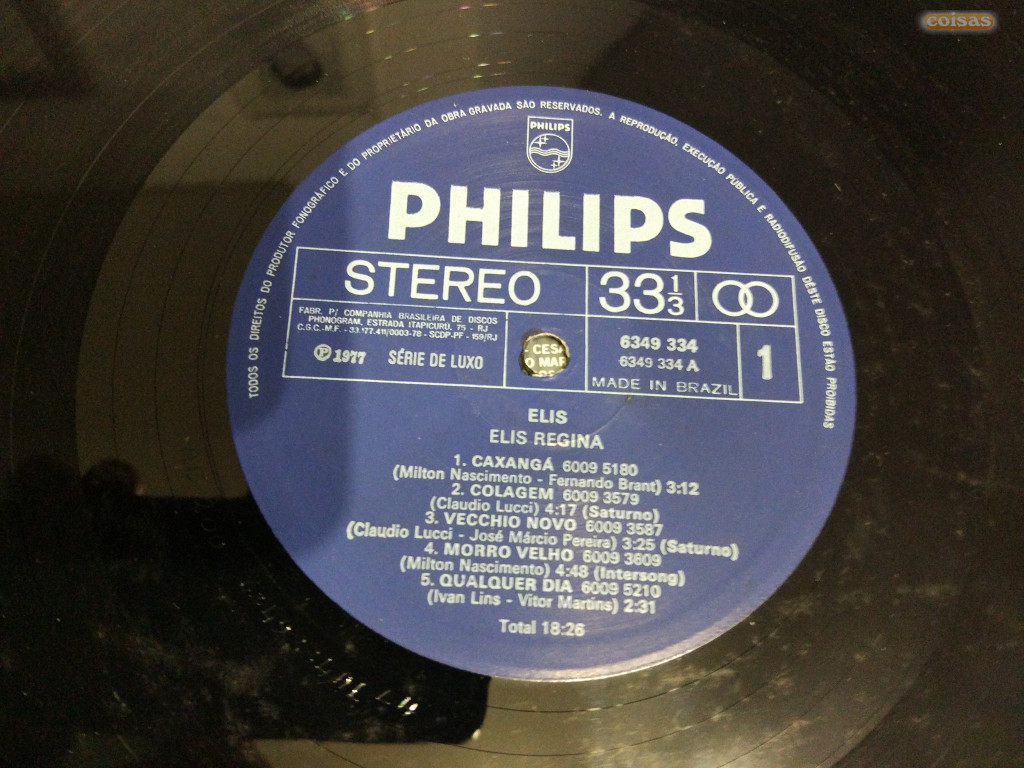 coisas
TODOS OS DIREITOS DO PRODUTOR FONOGRÁFICO E DO PROPRIETÁRIO DA OBRA GRAVADA SÃO RESERVADOS. A REPRODUÇÃO, EXECUÇÃO PÚBLICA E RADIODIFUSÃO DÊSTE DISCO ESTÃO PROIBIDAS
PHILIPS
PHILIPS
STEREO 33 1/3
FABR. P/ COMPANHIA BRASILEIRA DE DISCOS
PHONOGRAM, ESTRADA ITAPICURÚ, 75 - RJ
C.G.C.-M.F. - 33.177.411/0003-78 - SCDP-PF - 159/RJ
Ⓟ 1977 SÉRIE DE LUXO
CES
O MAR
6349 334
6349 334 A
MADE IN BRAZIL
1
ELIS
ELIS REGINA
1. CAXANGÁ 6009 5180
(Milton Nascimento - Fernando Brant) 3:12
2. COLAGEM 6009 3579
(Claudio Lucci) 4:17 (Saturno)
3. VECCHIO NOVO 6009 3587
(Claudio Lucci - José Márcio Pereira) 3:25 (Saturno)
4. MORRO VELHO 6009 3609
(Milton Nascimento) 4:48 (Intersong)
5. QUALQUER DIA 6009 5210
(Ivan Lins - Vitor Martins) 2:31
Total 18:26